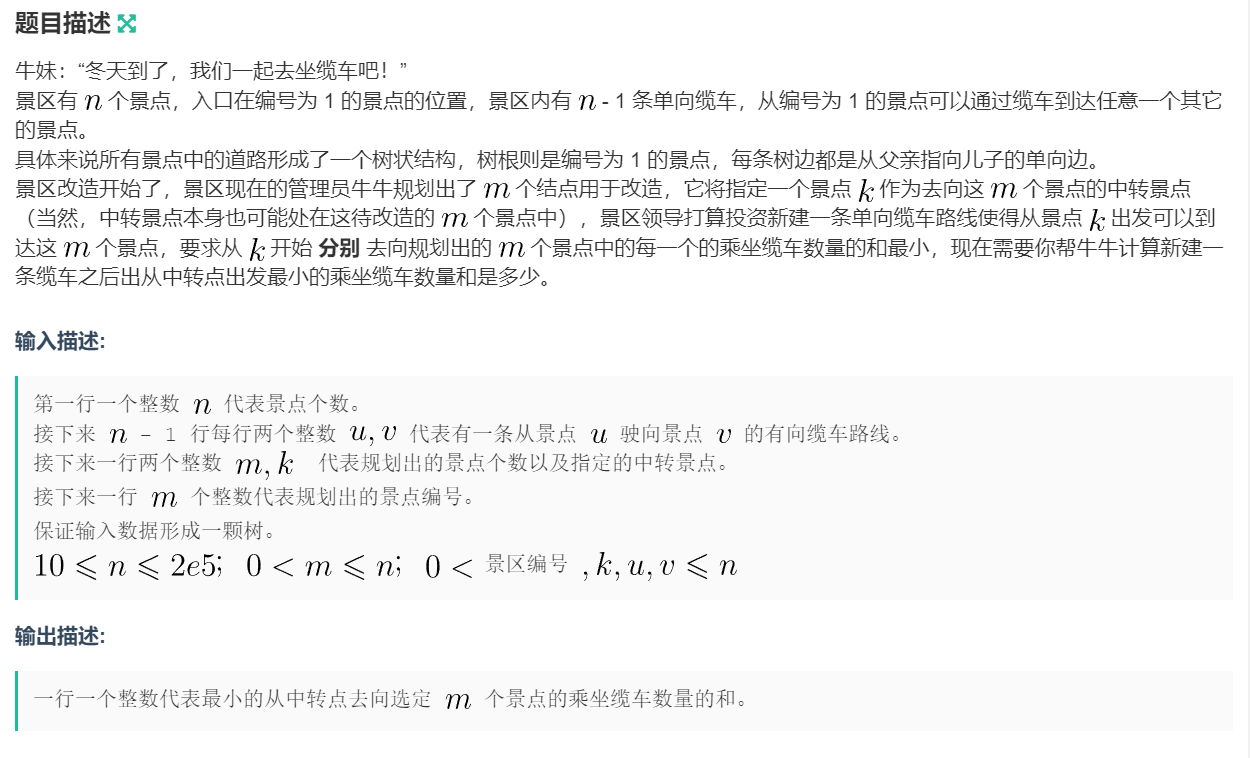 题目描述
牛妹：“冬天到了，我们一起去坐缆车吧！”
景区有 n 个景点，入口在编号为 1 的景点的位置，景区内有 n - 1 条单向缆车，从编号为 1 的景点可以通过缆车到达任意一个其它
的景点。
具体来说所有景点中的道路形成了一个树状结构，树根则是编号为 1 的景点，每条树边都是从父亲指向儿子的单向边。
景区改造开始了，景区现在的管理员牛牛规划出了 m 个结点用于改造，它将指定一个景点 k 作为去向这 m 个景点的中转景点
（当然，中转景点本身也可能处在这待改造的 m 个景点中），景区领导打算投资新建一条单向缆车路线使得从景点 k 出发可以到
达这 m 个景点，要求从 k 开始 分别 去向规划出的 m 个景点中的每一个的乘坐缆车数量的和最小，现在需要你帮牛牛计算新建一
条缆车之后出从中转点出发最小的乘坐缆车数量和是多少。
输入描述:
第一行一个整数 n 代表景点个数。
接下来 n - 1 行每行两个整数 u, v 代表有一条从景点 u 驶向景点 v 的有向缆车路线。
接下来一行两个整数 m, k 代表规划出的景点个数以及指定的中转景点。
接下来一行 m 个整数代表规划出的景点编号。
保证输入数据形成一颗树。
10 ⩽ n ⩽ 2e5; 0 < m ⩽ n; 0 < 景区编号 , k, u, v ⩽ n
输出描述:
一行一个整数代表最小的从中转点去向选定 m 个景点的乘坐缆车数量的和。